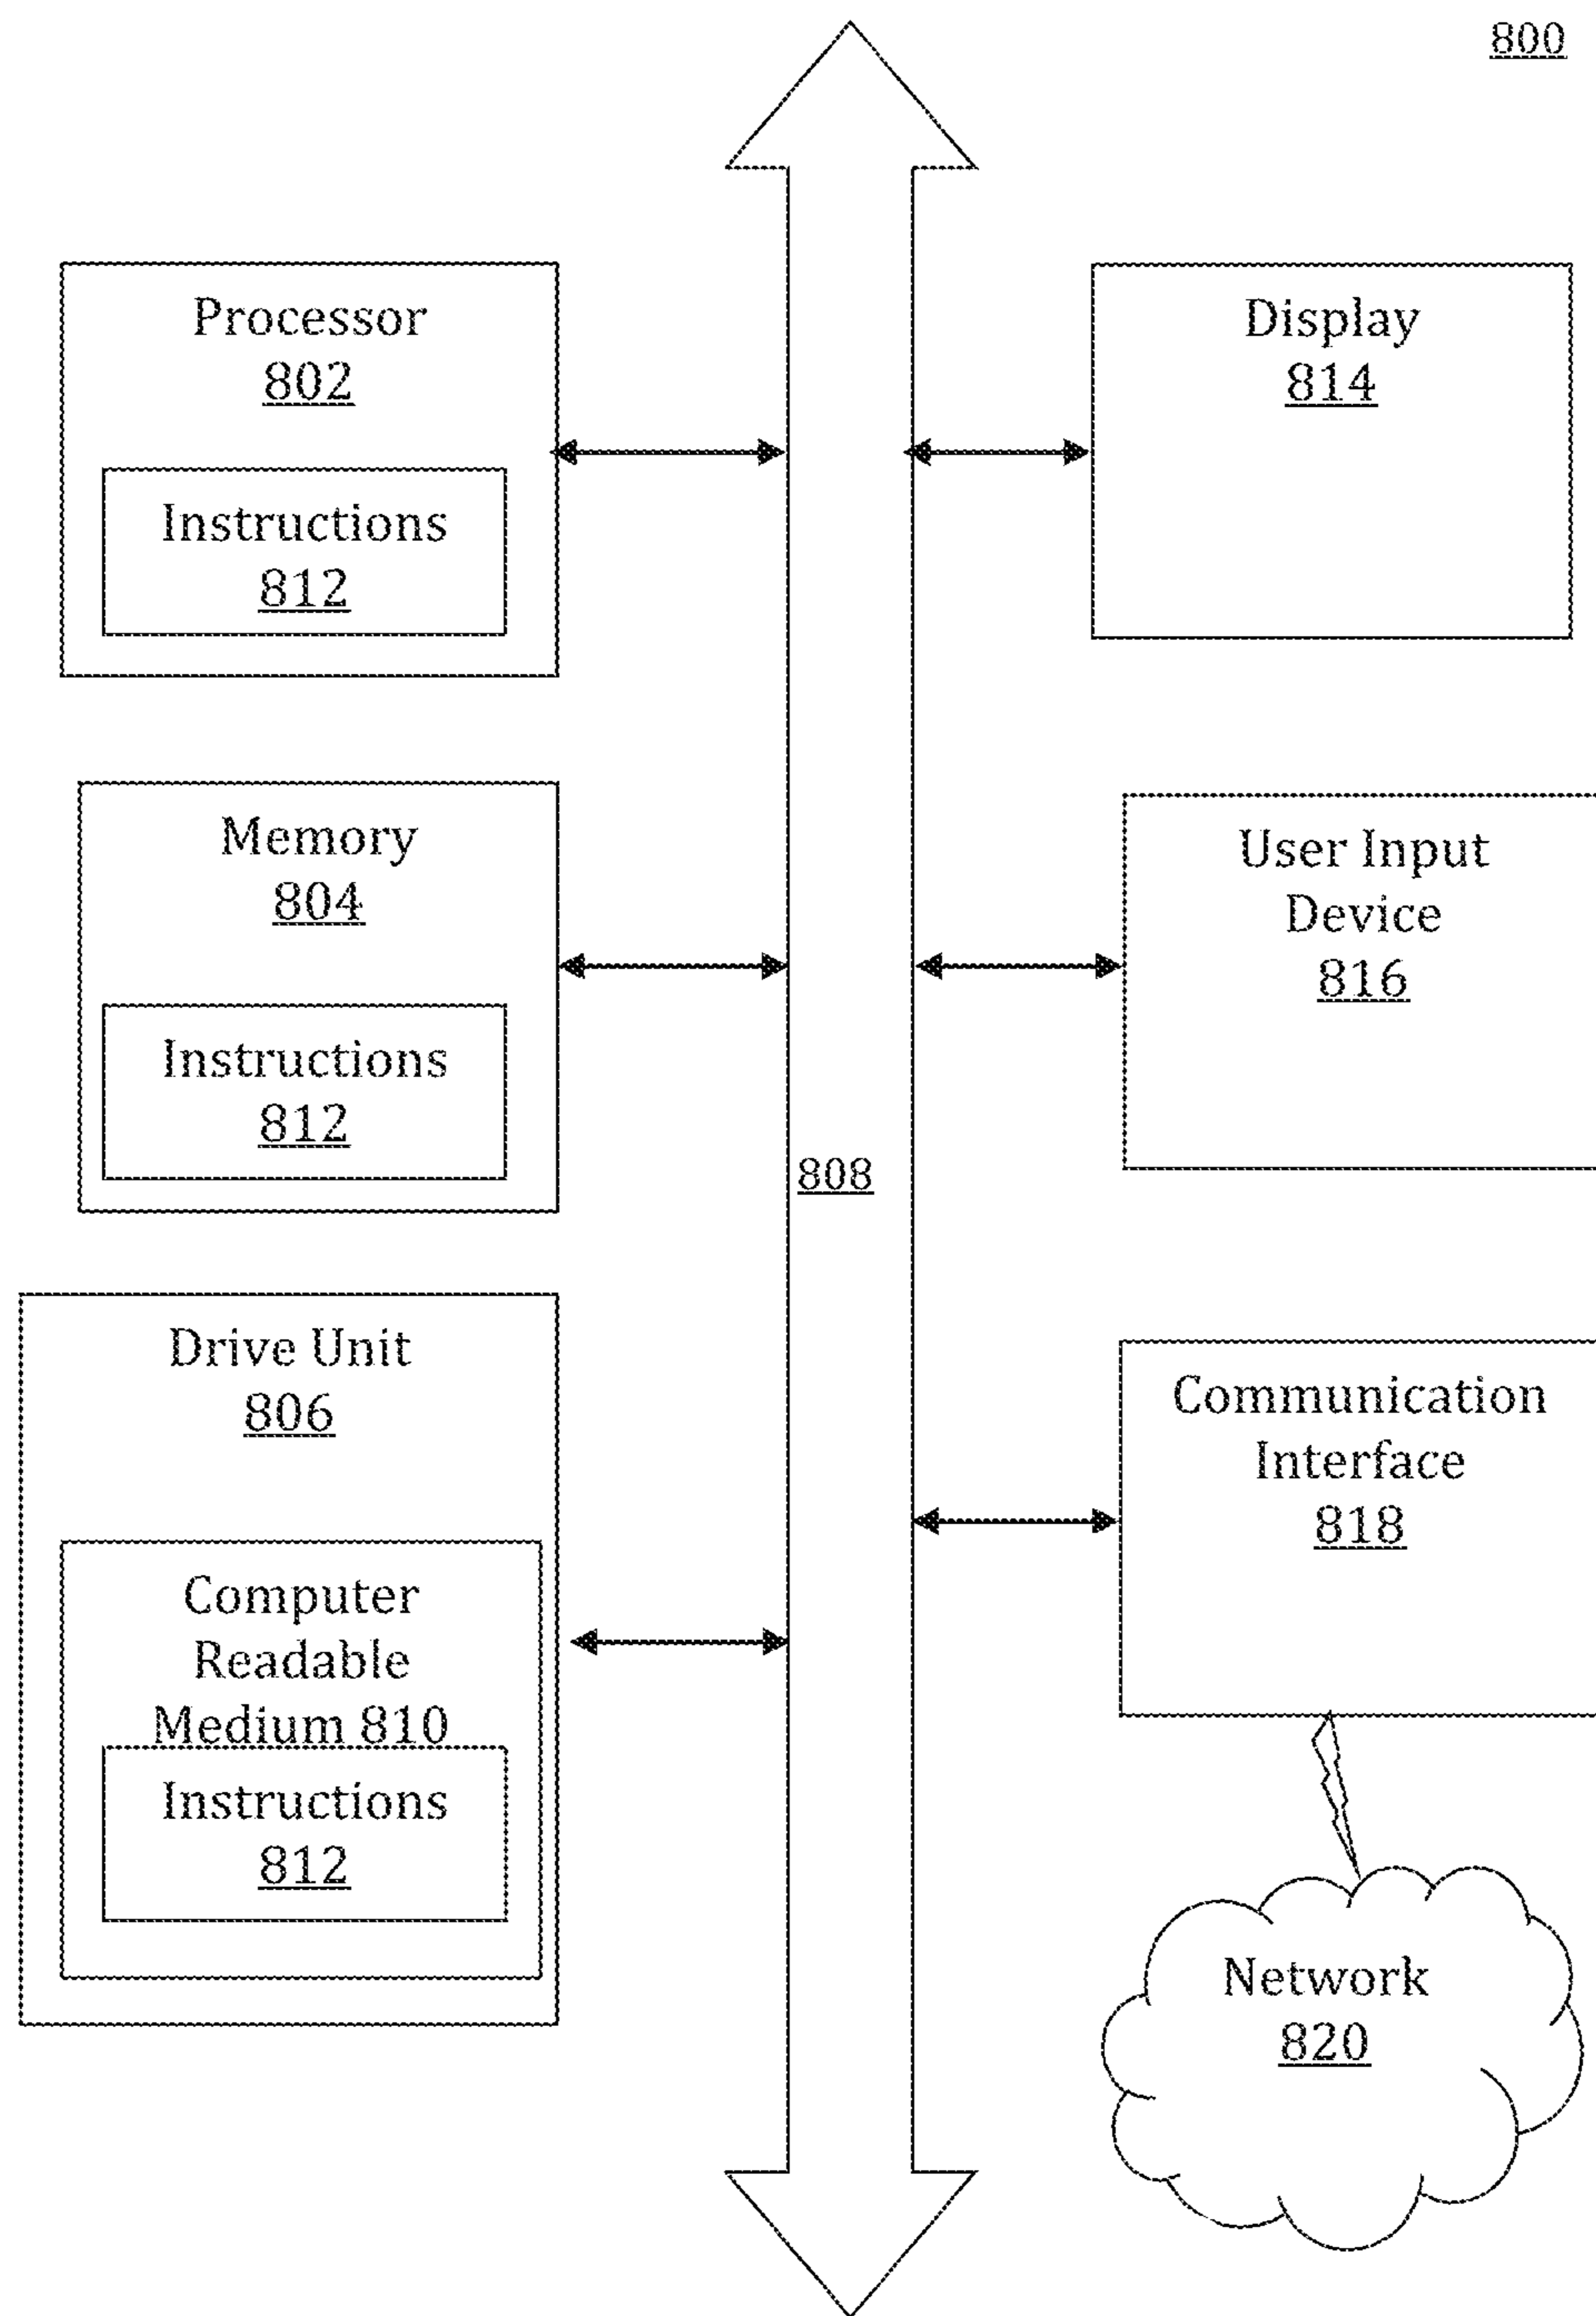 800
Processor
802
Instructions
812
Display
814
Memory
804
Instructions
812
User Input
Device
816
808
Drive Unit
806
Computer
Readable
Medium 810
Instructions
812
Communication
Interface
818
Network
820